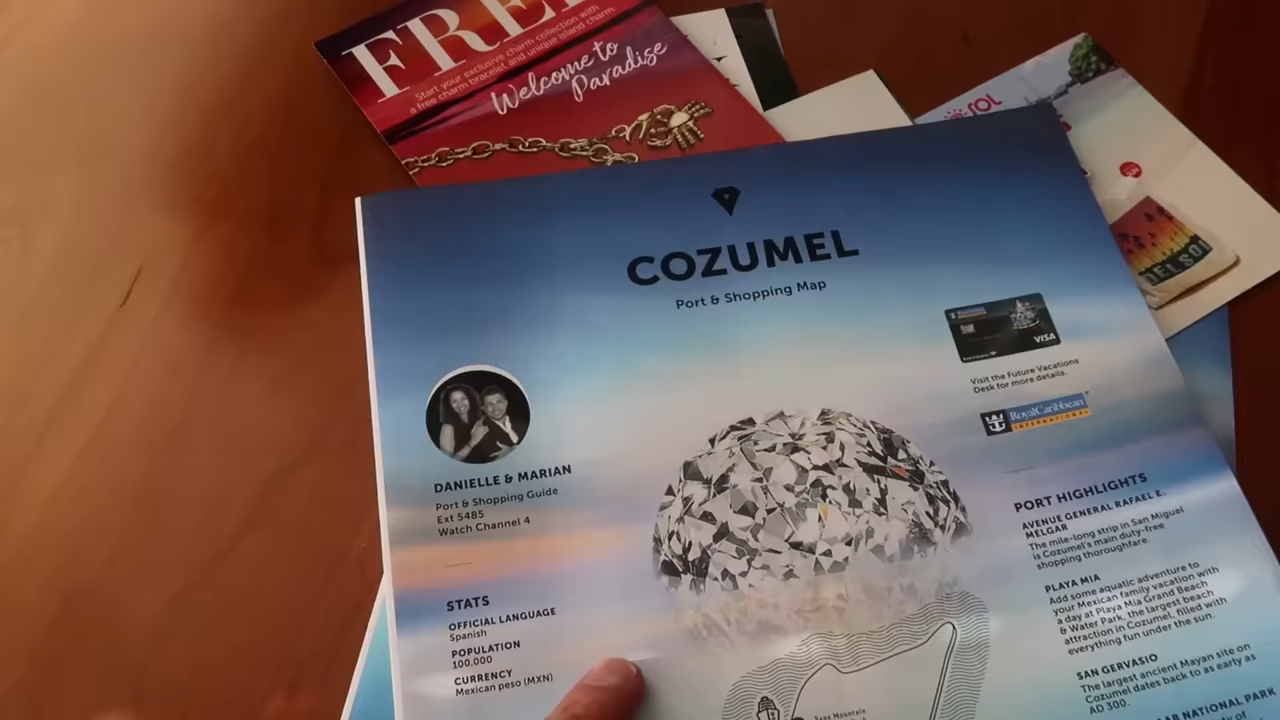 FREE
Start your exclusive charm collection with
a free charm bracelet and unique island charm.
Welcome to
Paradise
SOL
DEL SOL
COZUMEL
Port & Shopping Map
VISA
Visit the Future Vacations
Desk for more details.
RoyalCaribbean
INTERNATIONAL
DANIELLE & MARIAN
Port & Shopping Guide
Ext 5485
Watch Channel 4
STATS
OFFICIAL LANGUAGE
Spanish
POPULATION
100,000
CURRENCY
Mexican peso (MXN)
PORT HIGHLIGHTS
AVENUE GENERAL RAFAEL E.
MELGAR
The mile-long strip in San Miguel
is Cozumel's main duty-free
shopping thoroughfare.
PLAYA MIA
Add some aquatic adventure to
your Mexican family vacation with
a day at Playa Mia Grand Beach
& Water Park, the largest beach
attraction in Cozumel, filled with
everything fun under the sun.
SAN GERVASIO
The largest ancient Mayan site on
Cozumel dates back to as early as
AD 300.
NATIONAL PARK